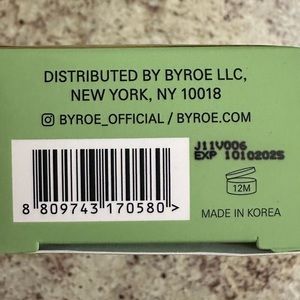 DISTRIBUTED BY BYROE LLC,
NEW YORK, NY 10018
BYROE_OFFICIAL / BYROE.COM
J11V006
EXP 10102025
12M
8 809743 170580 >
MADE IN KOREA